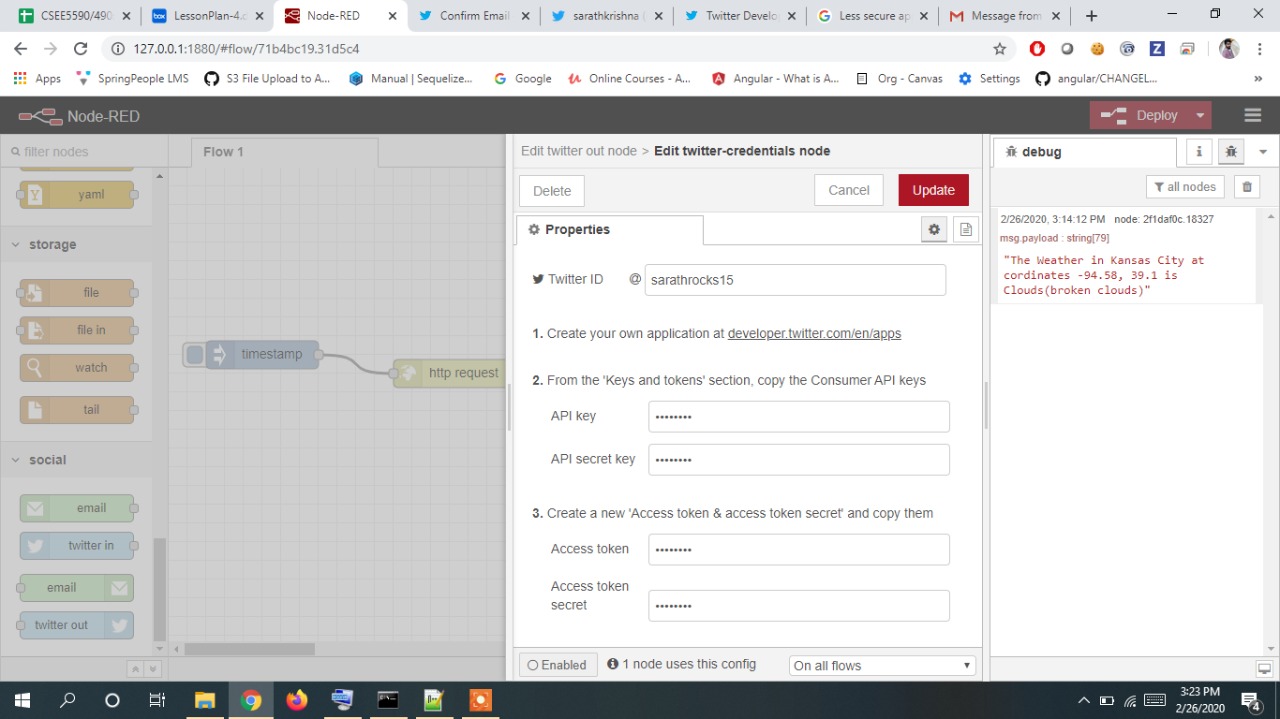 CSEE5590/490
LessonPlan-4.d
Node-RED
Confirm Email
sarathkrishna (
Twitter Develo
Less secure ap
Message from
127.0.0.1:1880/#flow/71b4bc19.31d5c4
Apps
SpringPeople LMS
S3 File Upload to A...
Manual | Sequelize...
Google
Online Courses - A...
Angular - What is A...
Org - Canvas
Settings
angular/CHANGEL...
»
Node-RED
Deploy
filter nodes
Flow 1
Edit twitter out node > Edit twitter-credentials node
debug
i
Delete
Cancel
Update
all nodes
yaml
Properties
2/26/2020, 3:14:12 PM node: 2f1daf0c.18327
msg.payload : string[79]
"The Weather in Kansas City at
cordinates -94.58, 39.1 is
Clouds(broken clouds)"
storage
file
file in
watch
tail
timestamp
http request
Twitter ID @ sarathrocks15
1. Create your own application at developer.twitter.com/en/apps
2. From the 'Keys and tokens' section, copy the Consumer API keys
API key ••••••••
API secret key ••••••••
3. Create a new 'Access token & access token secret' and copy them
Access token ••••••••
Access token
secret ••••••••
social
email
twitter in
email
twitter out
Enabled
1 node uses this config
On all flows
3:23 PM
2/26/2020
4